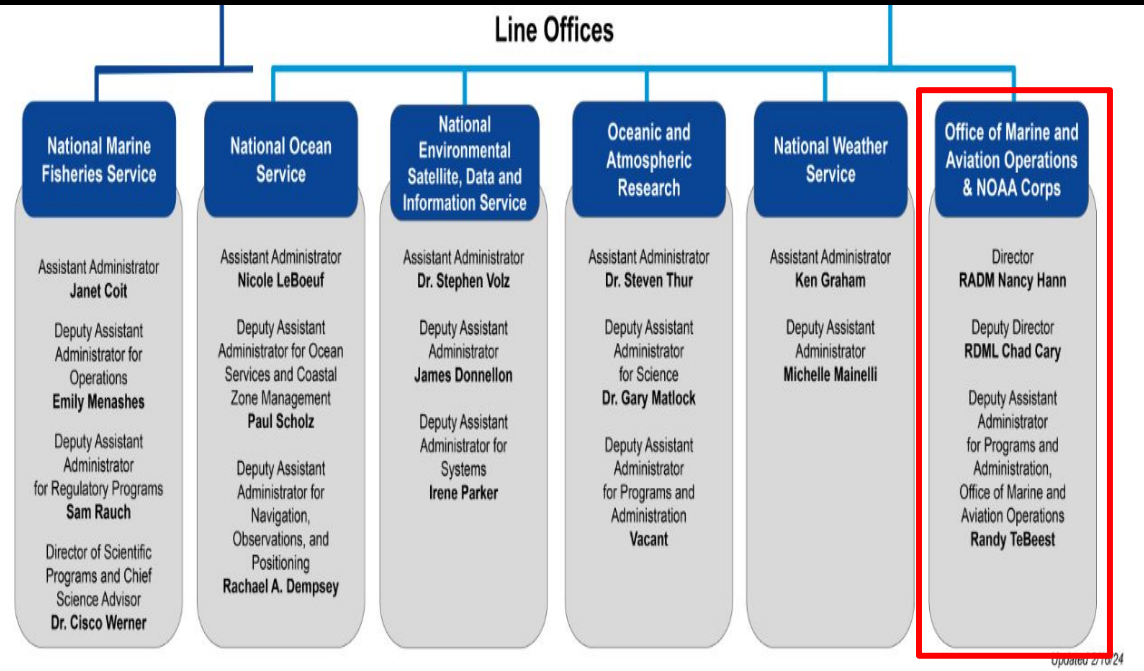 Line Offices
National Marine
Fisheries Service
Assistant Administrator
Janet Coit
Deputy Assistant
Administrator for
Operations
Emily Menashes
Deputy Assistant
Administrator
for Regulatory Programs
Sam Rauch
Director of Scientific
Programs and Chief
Science Advisor
Dr. Cisco Werner
National Ocean
Service
Assistant Administrator
Nicole LeBoeuf
Deputy Assistant
Administrator for Ocean
Services and Coastal
Zone Management
Paul Scholz
Deputy Assistant
Administrator for
Navigation,
Observations, and
Positioning
Rachael A. Dempsey
National
Environmental
Satellite, Data and
Information Service
Assistant Administrator
Dr. Stephen Volz
Deputy Assistant
Administrator
James Donnellon
Deputy Assistant
Administrator for
Systems
Irene Parker
Oceanic and
Atmospheric
Research
Assistant Administrator
Dr. Steven Thur
Deputy Assistant
Administrator
for Science
Dr. Gary Matlock
Deputy Assistant
Administrator
for Programs and
Administration
Vacant
National Weather
Service
Assistant Administrator
Ken Graham
Deputy Assistant
Administrator
Michelle Mainelli
Office of Marine and
Aviation Operations
& NOAA Corps
Director
RADM Nancy Hann
Deputy Director
RDML Chad Cary
Deputy Assistant
Administrator
for Programs and
Administration,
Office of Marine and
Aviation Operations
Randy TeBeest
Updated